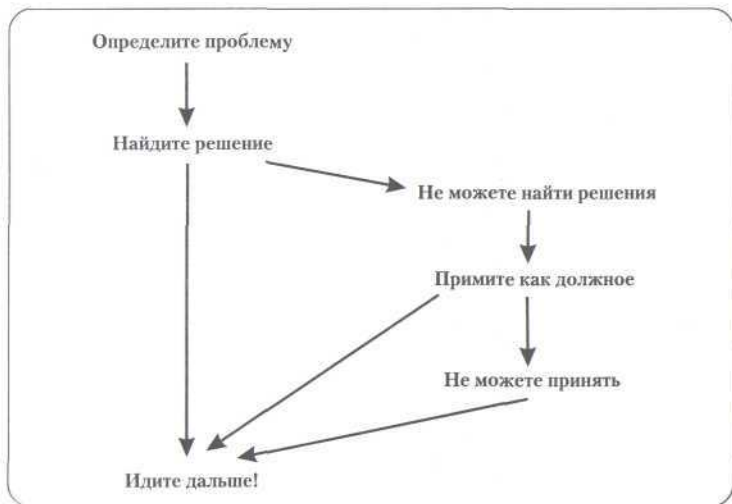 Определите проблему
Найдите решение
Не можете найти решения
Примите как должное
Не можете принять
Идите дальше!